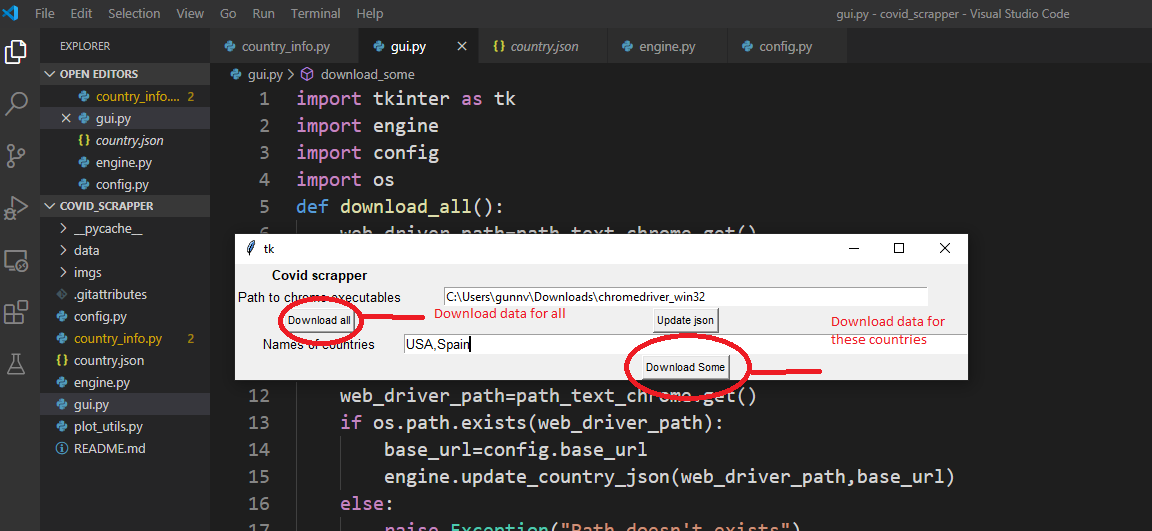 File Edit Selection View Go Run Terminal Help
gui.py - covid_scrapper - Visual Studio Code
EXPLORER
country_info.py
gui.py
country.json
engine.py
config.py
OPEN EDITORS
gui.py > download_some
country_info.... 2
gui.py
country.json
engine.py
config.py
COVID_SCRAPPER
__pycache__
data
imgs
.gitattributes
config.py
country_info.py 2
country.json
engine.py
gui.py
plot_utils.py
README.md
1 import tkinter as tk
2 import engine
3 import config
4 import os
5 def download_all():
web_driver_path=path_text_chrome.get()
tk
Covid scrapper
Path to chrome executables
C:\Users\gunnv\Downloads\chromedriver_win32
Download all
Download data for all
Update json
Download data for
these countries
Names of countries
USA,Spain
Download Some
12 web_driver_path=path_text_chrome.get()
13 if os.path.exists(web_driver_path):
14 base_url=config.base_url
15 engine.update_country_json(web_driver_path,base_url)
16 else:
17 raise Exception("Path doesn't exists")